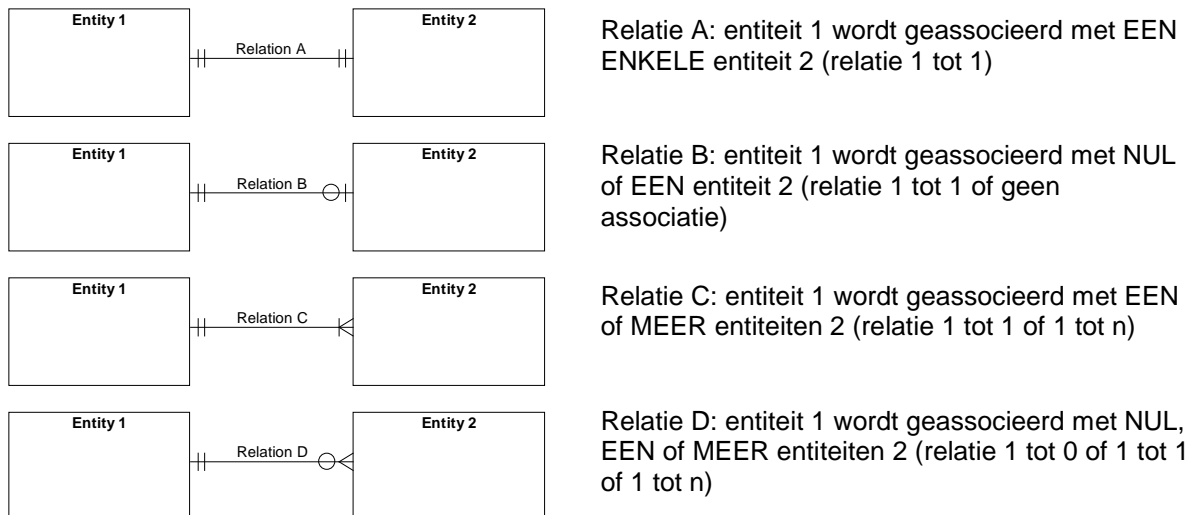 Entity 1
Entity 2
Relation A
Relatie A: entiteit 1 wordt geassocieerd met EEN
ENKELE entiteit 2 (relatie 1 tot 1)
Entity 1
Entity 2
Relation B
Relatie B: entiteit 1 wordt geassocieerd met NUL
of EEN entiteit 2 (relatie 1 tot 1 of geen
associatie)
Entity 1
Entity 2
Relation C
Relatie C: entiteit 1 wordt geassocieerd met EEN
of MEER entiteiten 2 (relatie 1 tot 1 of 1 tot n)
Entity 1
Entity 2
Relation D
Relatie D: entiteit 1 wordt geassocieerd met NUL,
EEN of MEER entiteiten 2 (relatie 1 tot 0 of 1 tot 1
of 1 tot n)